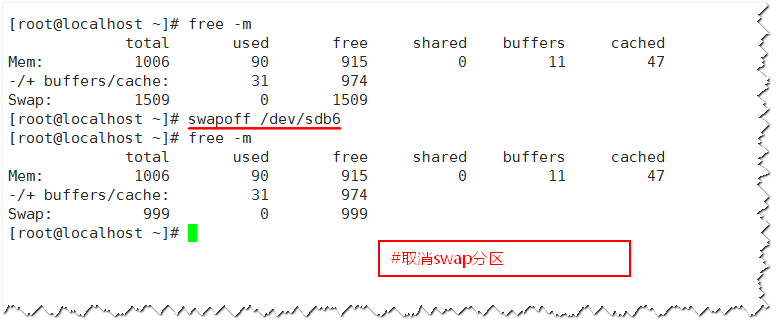 [root@localhost ~]# free -m
total used free shared buffers cached
Mem: 1006 90 915 0 11 47
-/+ buffers/cache: 31 974
Swap: 1509 0 1509
[root@localhost ~]# swapoff /dev/sdb6
[root@localhost ~]# free -m
total used free shared buffers cached
Mem: 1006 90 915 0 11 47
-/+ buffers/cache: 31 974
Swap: 999 0 999
[root@localhost ~]#
#取消swap分区